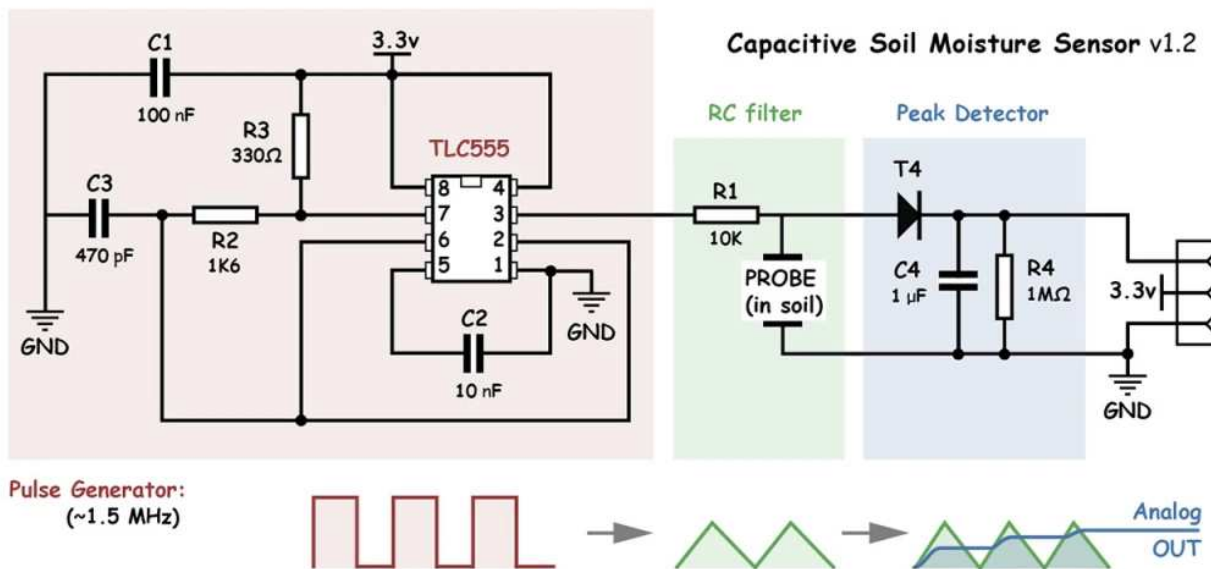 Capacitive Soil Moisture Sensor v1.2
C1
100 nF
3.3v
R3
330Ω
TLC555
C3
470 pF
R2
1K6
8 4
7 3
6 2
5 1
C2
10 nF
GND
GND
RC filter
R1
10K
PROBE
(in soil)
Peak Detector
T4
C4
1 µF
R4
1MΩ
3.3v
GND
Pulse Generator:
(~1.5 MHz)
Analog
OUT